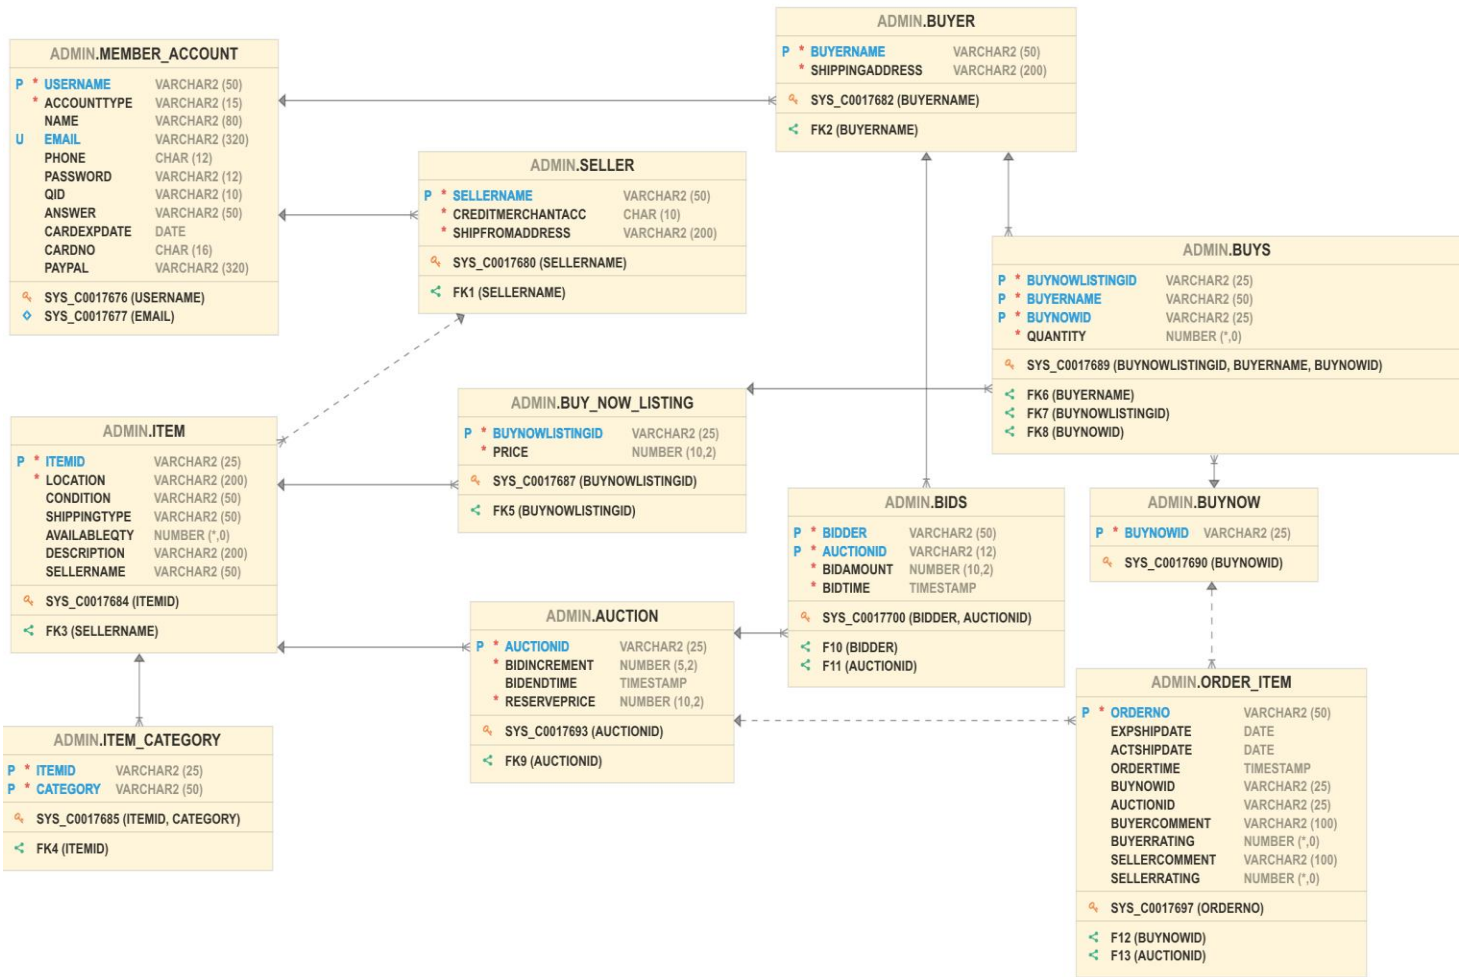 ADMIN.MEMBER_ACCOUNT
P * USERNAME VARCHAR2 (50)
* ACCOUNTTYPE VARCHAR2 (15)
NAME VARCHAR2 (80)
U EMAIL VARCHAR2 (320)
PHONE CHAR (12)
PASSWORD VARCHAR2 (12)
QID VARCHAR2 (10)
ANSWER VARCHAR2 (50)
CARDEXPDATE DATE
CARDNO CHAR (16)
PAYPAL VARCHAR2 (320)
SYS_C0017676 (USERNAME)
SYS_C0017677 (EMAIL)
ADMIN.BUYER
P * BUYERNAME VARCHAR2 (50)
* SHIPPINGADDRESS VARCHAR2 (200)
SYS_C0017682 (BUYERNAME)
FK2 (BUYERNAME)
ADMIN.SELLER
P * SELLERNAME VARCHAR2 (50)
* CREDITMERCHANTACC CHAR (10)
* SHIPFROMADDRESS VARCHAR2 (200)
SYS_C0017680 (SELLERNAME)
FK1 (SELLERNAME)
ADMIN.BUYS
P * BUYNOWLISTINGID VARCHAR2 (25)
P * BUYERNAME VARCHAR2 (50)
P * BUYNOWID VARCHAR2 (25)
* QUANTITY NUMBER (*,0)
SYS_C0017689 (BUYNOWLISTINGID, BUYERNAME, BUYNOWID)
FK6 (BUYERNAME)
FK7 (BUYNOWLISTINGID)
FK8 (BUYNOWID)
ADMIN.ITEM
P * ITEMID VARCHAR2 (25)
* LOCATION VARCHAR2 (200)
CONDITION VARCHAR2 (50)
SHIPPINGTYPE VARCHAR2 (50)
AVAILABLEQTY NUMBER (*,0)
DESCRIPTION VARCHAR2 (200)
SELLERNAME VARCHAR2 (50)
SYS_C0017684 (ITEMID)
FK3 (SELLERNAME)
ADMIN.BUY_NOW_LISTING
P * BUYNOWLISTINGID VARCHAR2 (25)
* PRICE NUMBER (10,2)
SYS_C0017687 (BUYNOWLISTINGID)
FK5 (BUYNOWLISTINGID)
ADMIN.BIDS
P * BIDDER VARCHAR2 (50)
P * AUCTIONID VARCHAR2 (12)
* BIDAMOUNT NUMBER (10,2)
* BIDTIME TIMESTAMP
SYS_C0017700 (BIDDER, AUCTIONID)
F10 (BIDDER)
F11 (AUCTIONID)
ADMIN.BUYNOW
P * BUYNOWID VARCHAR2 (25)
SYS_C0017690 (BUYNOWID)
ADMIN.AUCTION
P * AUCTIONID VARCHAR2 (25)
* BIDINCREMENT NUMBER (5,2)
BIDENDTIME TIMESTAMP
* RESERVEPRICE NUMBER (10,2)
SYS_C0017693 (AUCTIONID)
FK9 (AUCTIONID)
ADMIN.ITEM_CATEGORY
P * ITEMID VARCHAR2 (25)
P * CATEGORY VARCHAR2 (50)
SYS_C0017685 (ITEMID, CATEGORY)
FK4 (ITEMID)
ADMIN.ORDER_ITEM
P * ORDERNO VARCHAR2 (50)
EXPSHIPDATE DATE
ACTSHIPDATE DATE
ORDERTIME TIMESTAMP
BUYNOWID VARCHAR2 (25)
AUCTIONID VARCHAR2 (25)
BUYERCOMMENT VARCHAR2 (100)
BUYERRATING NUMBER (*,0)
SELLERCOMMENT VARCHAR2 (100)
SELLERRATING NUMBER (*,0)
SYS_C0017697 (ORDERNO)
F12 (BUYNOWID)
F13 (AUCTIONID)